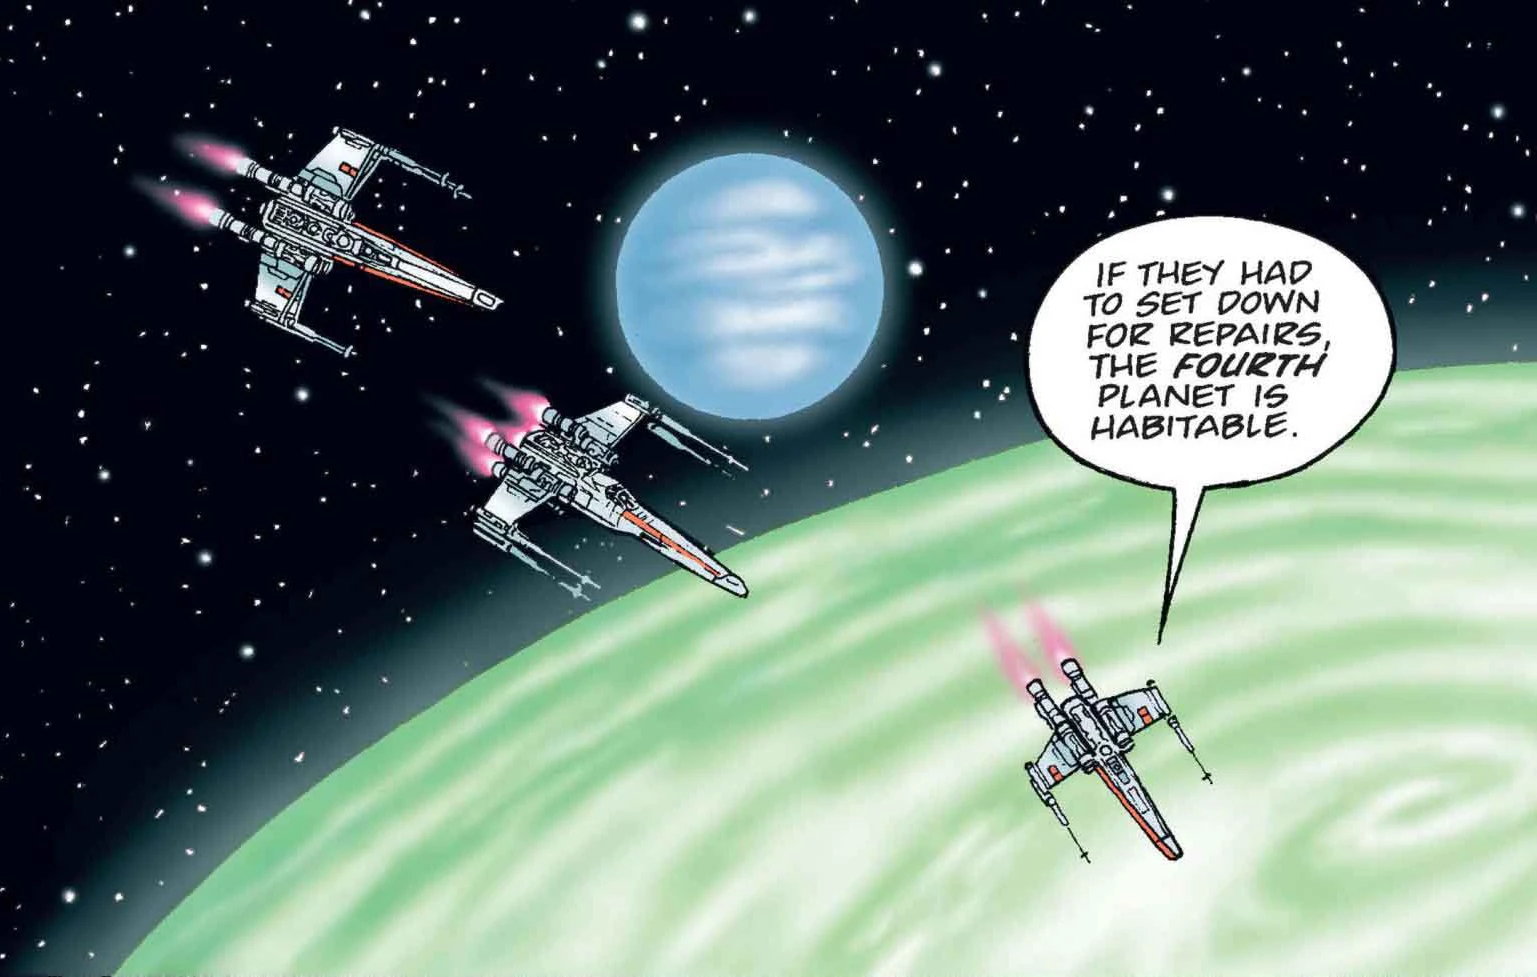 IF THEY HAD
TO SET DOWN
FOR REPAIRS,
THE FOURTH
PLANET IS
HABITABLE.